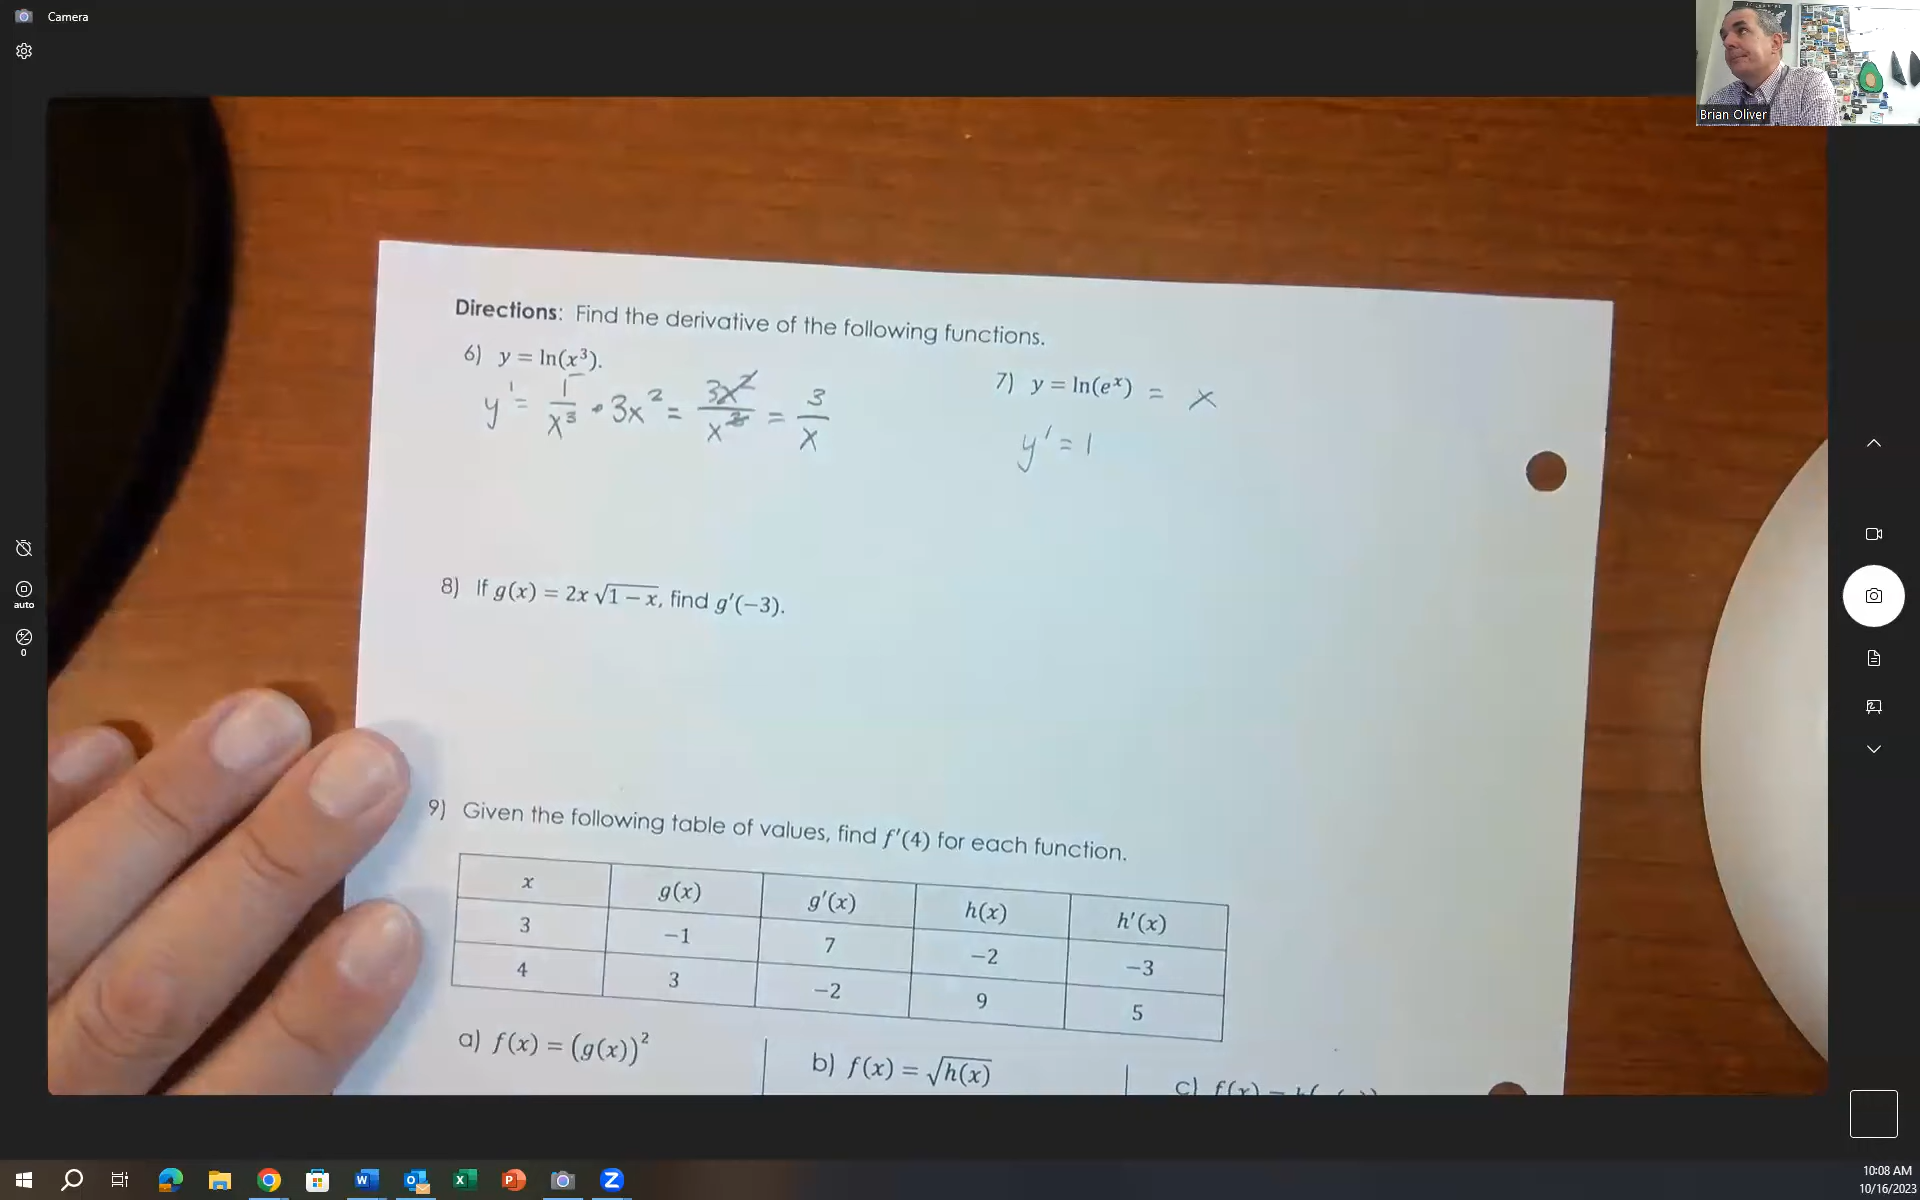 Camera
Brian Oliver
Directions: Find the derivative of the following functions.
6) y = ln(x³).
y' = 1/x³ · 3x² = 3x²/x³ = 3/x
7) y = ln(eˣ) = x
y' = 1
8) If g(x) = 2x √(1 − x), find g′(−3).
9) Given the following table of values, find f′(4) for each function.
x g(x) g′(x) h(x) h′(x)
3 −1 7 −2 −3
4 3 −2 9 5
a) f(x) = (g(x))²
b) f(x) = √h(x)
c) f(x) =
auto
0
10:08 AM
10/16/2023